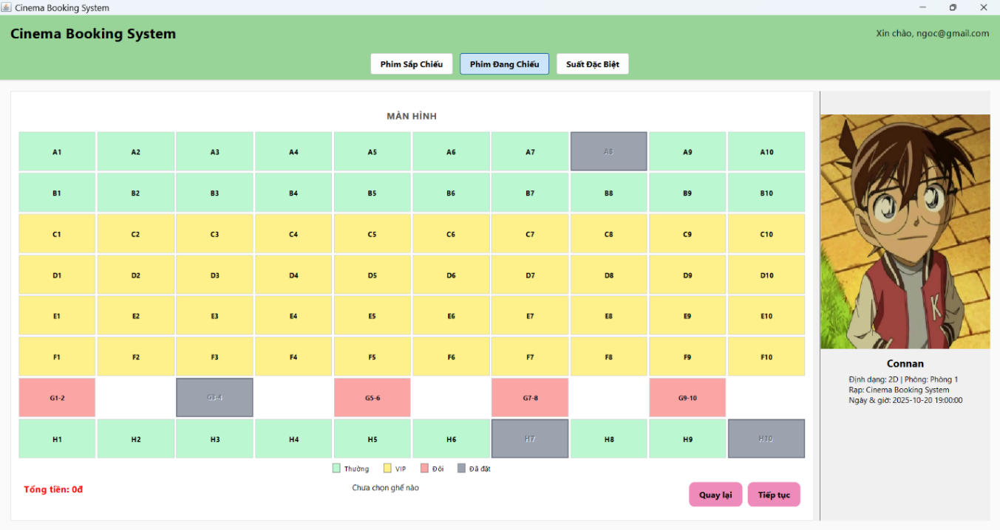 Cinema Booking System
Cinema Booking System
Xin chào, ngoc@gmail.com
Phim Sắp Chiếu Phim Đang Chiếu Suất Đặc Biệt
MÀN HÌNH
A1 A2 A3 A4 A5 A6 A7 A8 A9 A10
B1 B2 B3 B4 B5 B6 B7 B8 B9 B10
C1 C2 C3 C4 C5 C6 C7 C8 C9 C10
D1 D2 D3 D4 D5 D6 D7 D8 D9 D10
E1 E2 E3 E4 E5 E6 E7 E8 E9 E10
F1 F2 F3 F4 F5 F6 F7 F8 F9 F10
G1-2 G3-4 G5-6 G7-8 G9-10
H1 H2 H3 H4 H5 H6 H7 H8 H9 H10
Thường VIP Đôi Đã đặt
Tổng tiền: 0đ
Chưa chọn ghế nào
Quay lại Tiếp tục
K
Connan
Định dạng: 2D | Phòng: Phòng 1
Rạp: Cinema Booking System
Ngày & giờ: 2025-10-20 19:00:00